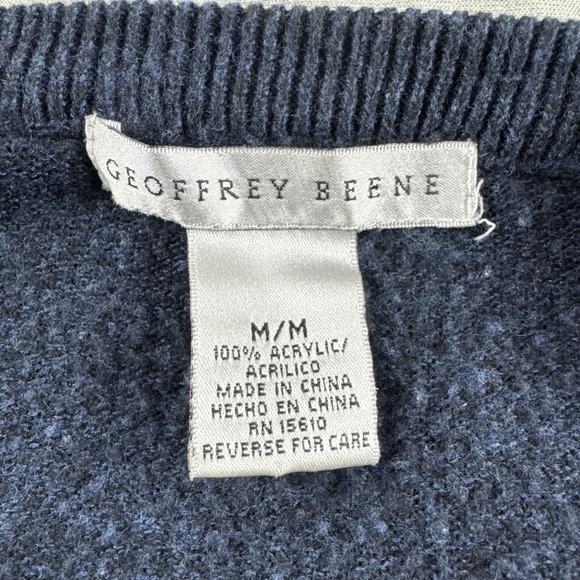 GEOFFREY BEENE
M/M
100% ACRYLIC/
ACRILICO
MADE IN CHINA
HECHO EN CHINA
RN 15610
REVERSE FOR CARE